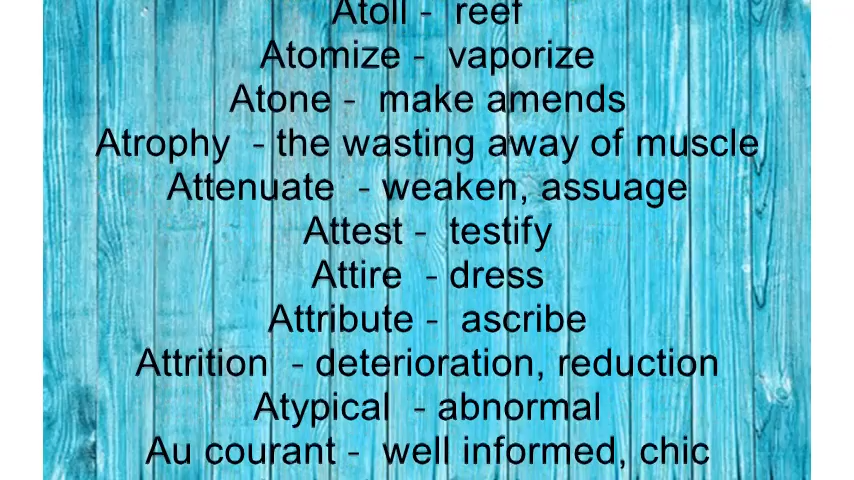 Atoll - reef
Atomize - vaporize
Atone - make amends
Atrophy - the wasting away of muscle
Attenuate - weaken, assuage
Attest - testify
Attire - dress
Attribute - ascribe
Attrition - deterioration, reduction
Atypical - abnormal
Au courant - well informed, chic